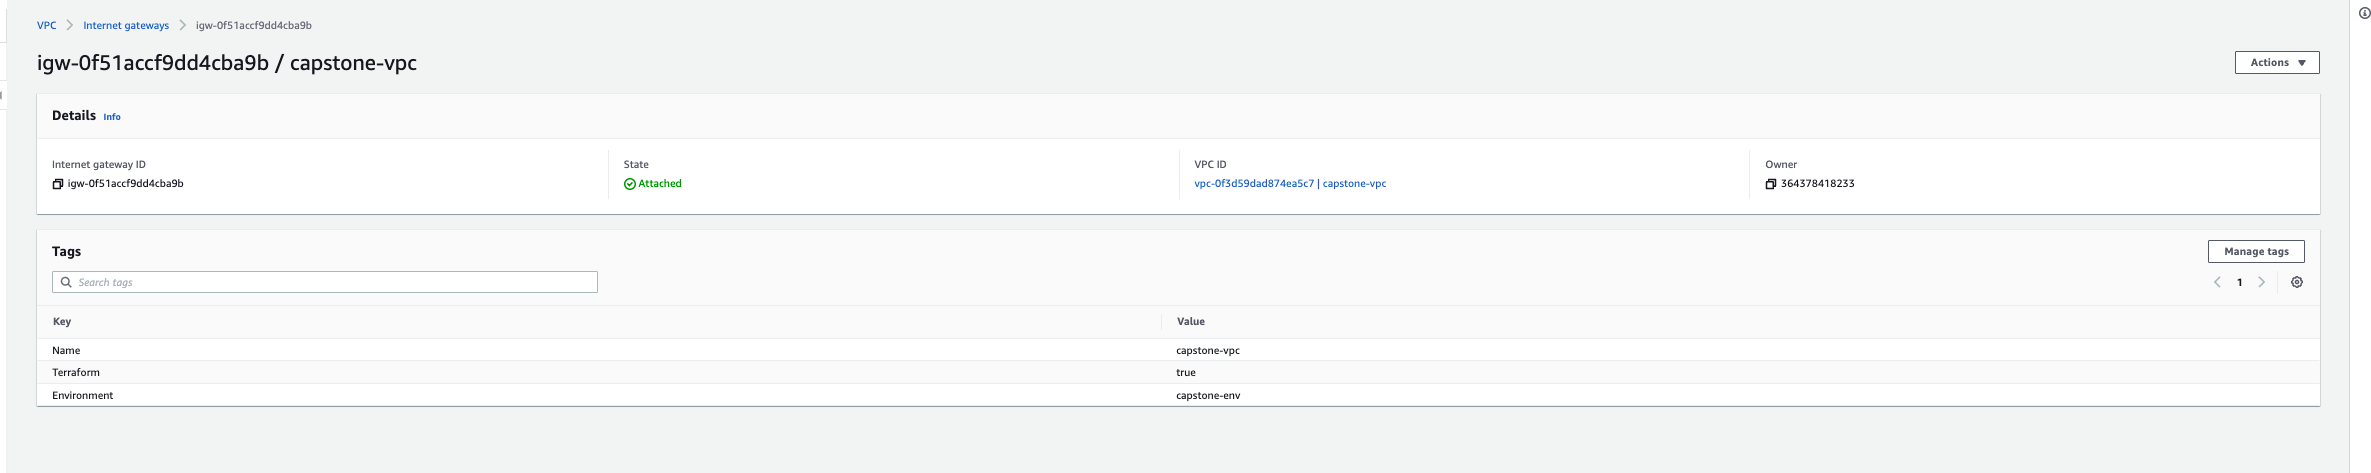 VPC Internet gateways igw-0f51accf9dd4cba9b
igw-0f51accf9dd4cba9b / capstone-vpc
Actions
Details Info
Internet gateway ID
igw-0f51accf9dd4cba9b
State
Attached
VPC ID
vpc-0f3d59dad874ea5c7 | capstone-vpc
Owner
364378418233
Tags
Manage tags
Search tags
1
Key Value
Name capstone-vpc
Terraform true
Environment capstone-env